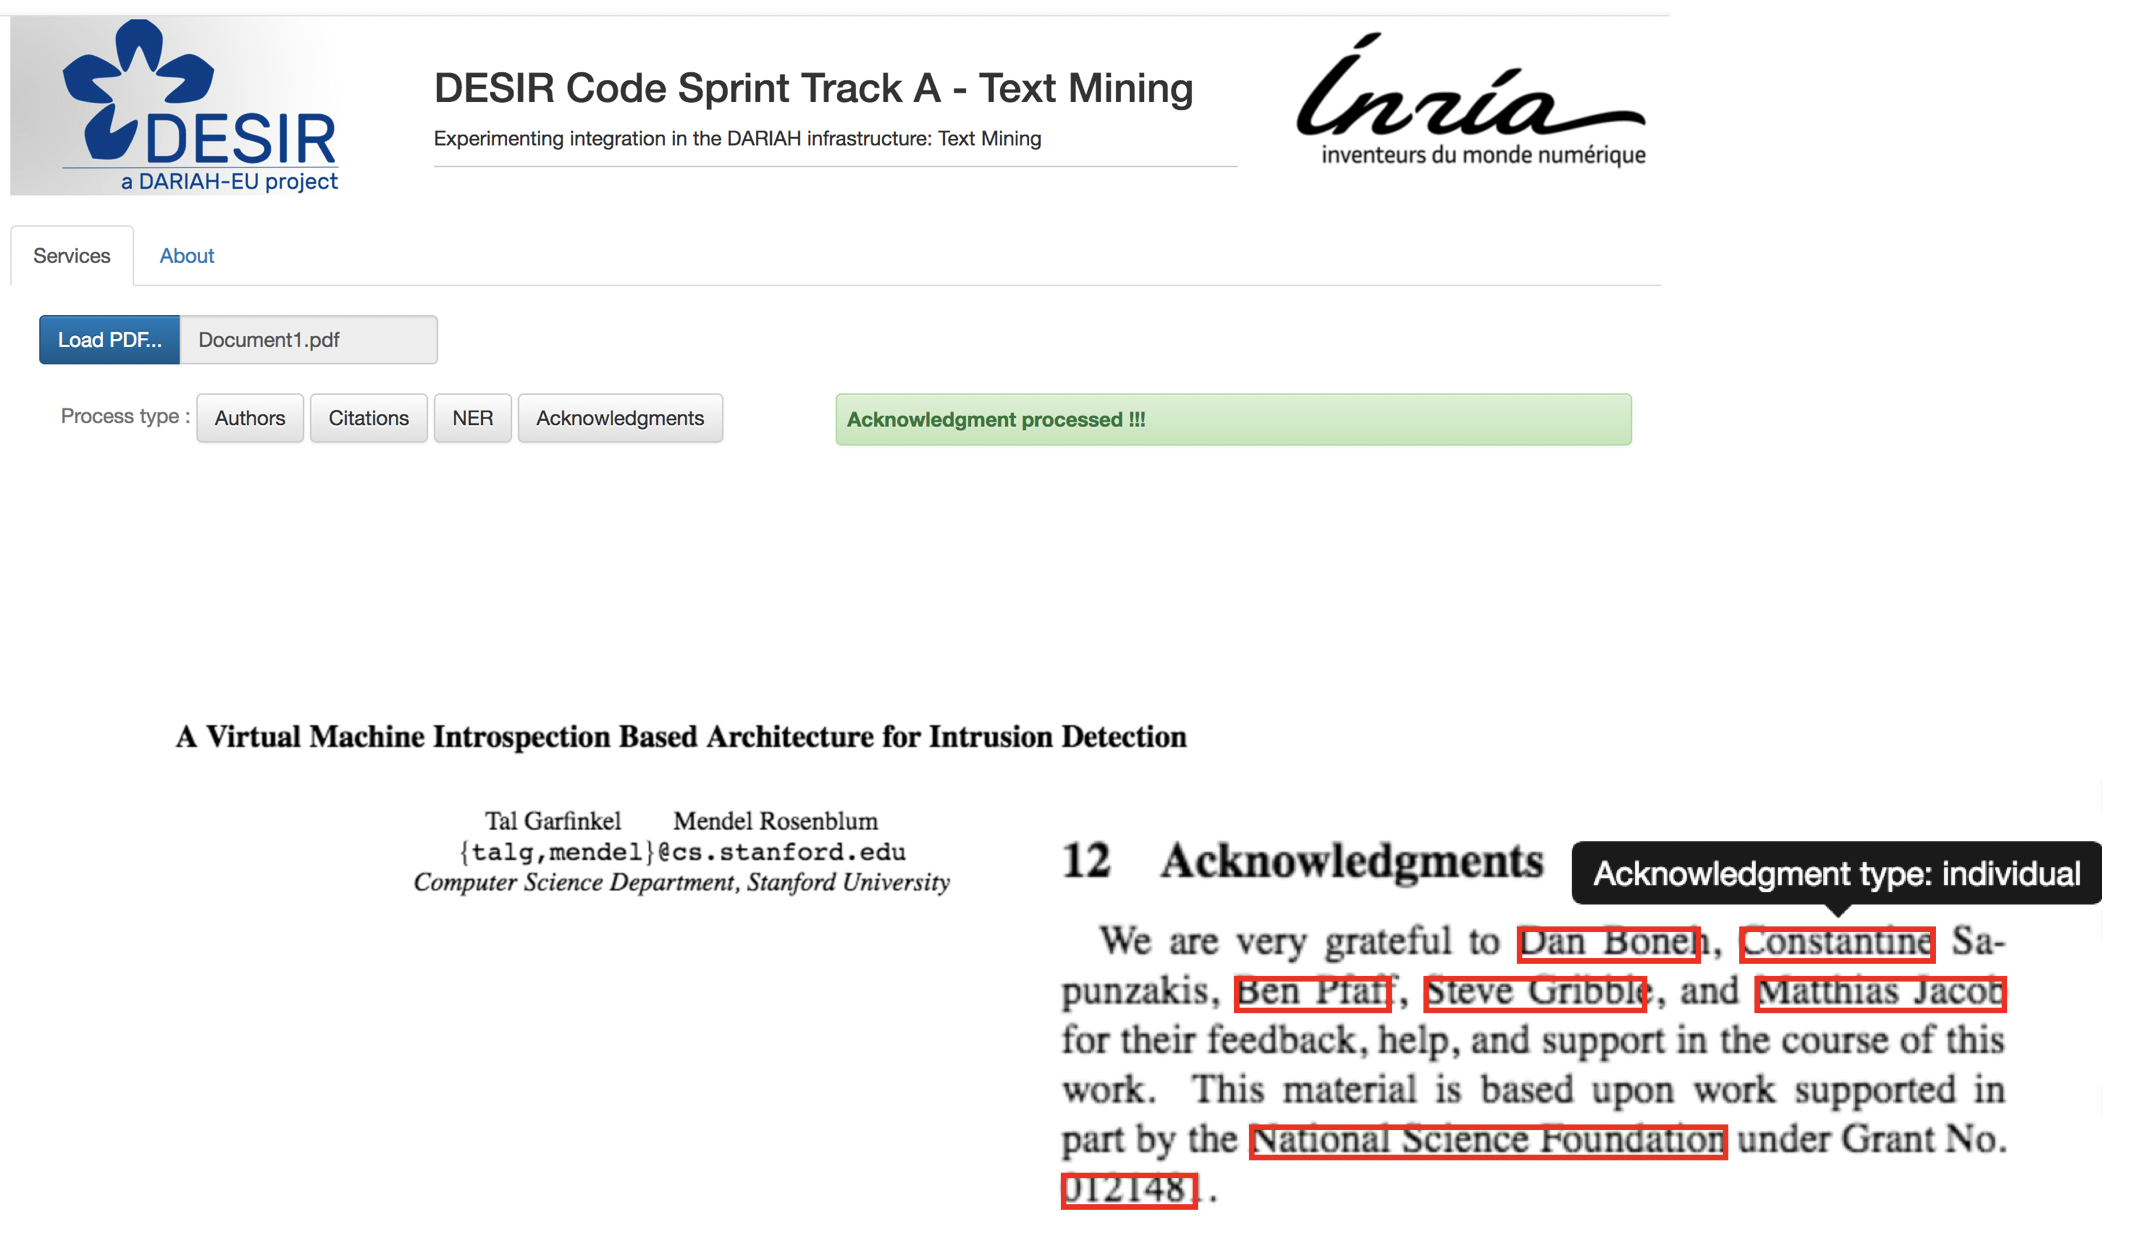 DESIR
a DARIAH-EU project
DESIR Code Sprint Track A - Text Mining
Experimenting integration in the DARIAH infrastructure: Text Mining
Inria
inventeurs du monde numérique
Services
About
Load PDF...
Document1.pdf
Process type :
Authors
Citations
NER
Acknowledgments
Acknowledgment processed !!!
A Virtual Machine Introspection Based Architecture for Intrusion Detection
Tal Garfinkel Mendel Rosenblum
{talg,mendel}@cs.stanford.edu
Computer Science Department, Stanford University
12 Acknowledgments
Acknowledgment type: individual
We are very grateful to Dan Boneh, Constantine Sa-
punzakis, Ben Pfaff, Steve Gribble, and Matthias Jacob
for their feedback, help, and support in the course of this
work. This material is based upon work supported in
part by the National Science Foundation under Grant No.
0121481.